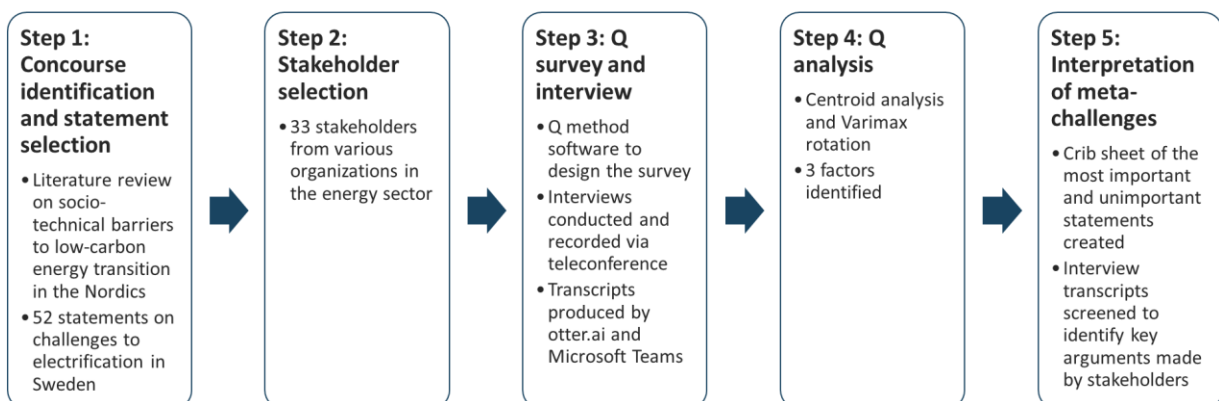 Step 1:
Concourse
identification
and statement
selection
•Literature review
on socio-
technical barriers
to low-carbon
energy transition
in the Nordics
•52 statements on
challenges to
electrification in
Sweden
Step 2:
Stakeholder
selection
•33 stakeholders
from various
organizations in
the energy sector
Step 3: Q
survey and
interview
•Q method
software to
design the survey
•Interviews
conducted and
recorded via
teleconference
•Transcripts
produced by
otter.ai and
Microsoft Teams
Step 4: Q
analysis
•Centroid analysis
and Varimax
rotation
•3 factors
identified
Step 5:
Interpretation
of meta-
challenges
•Crib sheet of the
most important
and unimportant
statements
created
•Interview
transcripts
screened to
identify key
arguments made
by stakeholders